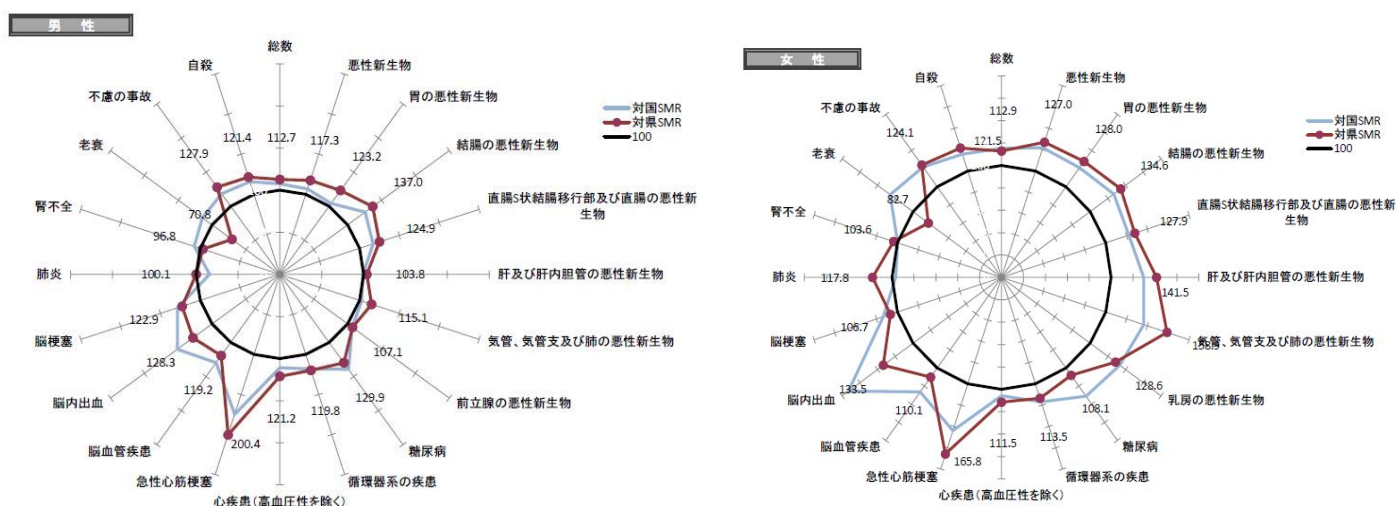 男 性
総数
悪性新生物
胃の悪性新生物
結腸の悪性新生物
直腸S状結腸移行部及び直腸の悪性新
生物
肝及び肝内胆管の悪性新生物
気管、気管支及び肺の悪性新生物
前立腺の悪性新生物
糖尿病
循環器系の疾患
心疾患(高血圧性を除く)
急性心筋梗塞
脳血管疾患
脳内出血
脳梗塞
肺炎
腎不全
老衰
不慮の事故
自殺
112.7
117.3
123.2
137.0
124.9
103.8
115.1
107.1
129.9
119.8
121.2
200.4
119.2
128.3
122.9
100.1
96.8
70.8
127.9
121.4
対国SMR
対県SMR
100
女 性
総数
悪性新生物
胃の悪性新生物
結腸の悪性新生物
直腸S状結腸移行部及び直腸の悪性新
生物
肝及び肝内胆管の悪性新生物
気管、気管支及び肺の悪性新生物
乳房の悪性新生物
糖尿病
循環器系の疾患
心疾患(高血圧性を除く)
急性心筋梗塞
脳血管疾患
脳内出血
脳梗塞
肺炎
腎不全
老衰
不慮の事故
自殺
112.9
127.0
128.0
134.6
127.9
141.5
128.6
108.1
113.5
111.5
165.8
110.1
133.5
106.7
117.8
103.6
82.7
124.1
121.5
対国SMR
対県SMR
100